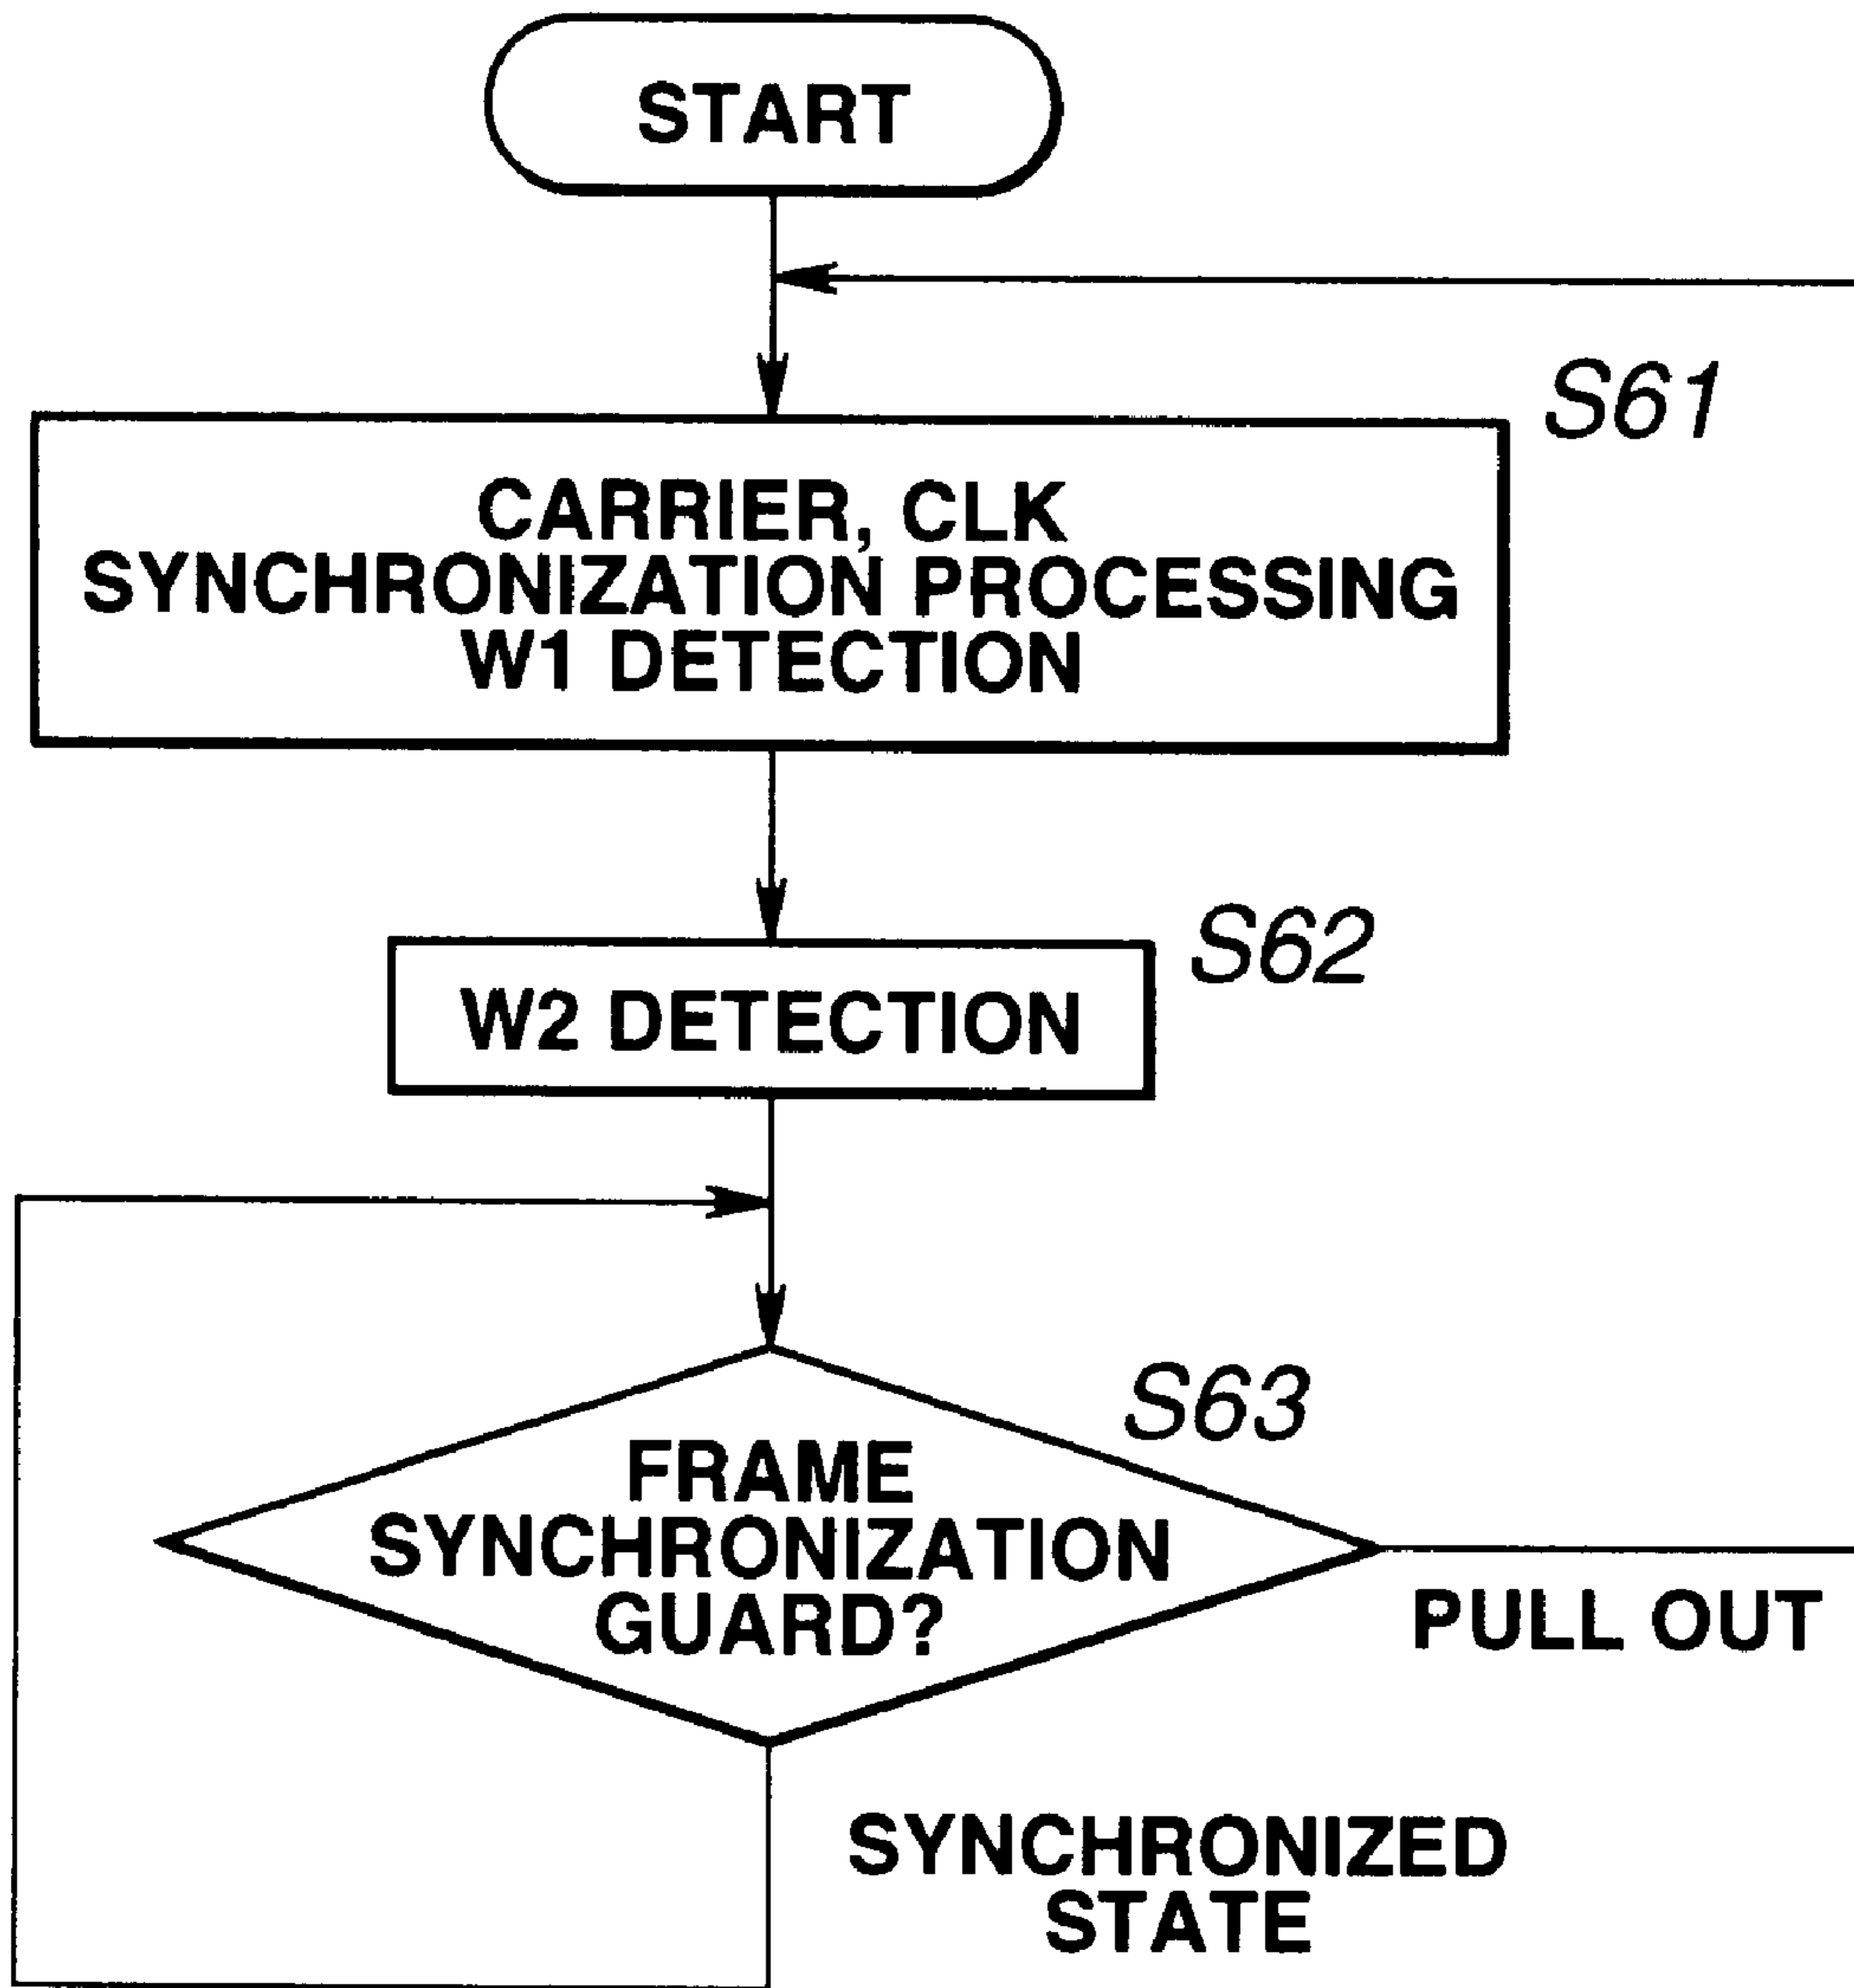 START
S61
CARRIER, CLK
SYNCHRONIZATION PROCESSING
W1 DETECTION
S62
W2 DETECTION
S63
FRAME
SYNCHRONIZATION
GUARD?
PULL OUT
SYNCHRONIZED
STATE